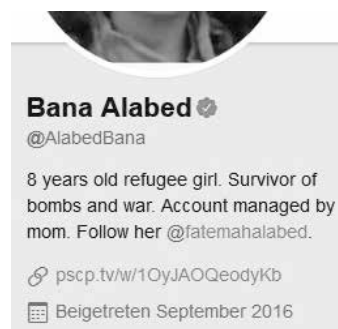 Bana Alabed
@AlabedBana
8 years old refugee girl. Survivor of
bombs and war. Account managed by
mom. Follow her @fatemahalabed.
pscp.tv/w/1OyJAOQeodyKb
Beigetreten September 2016